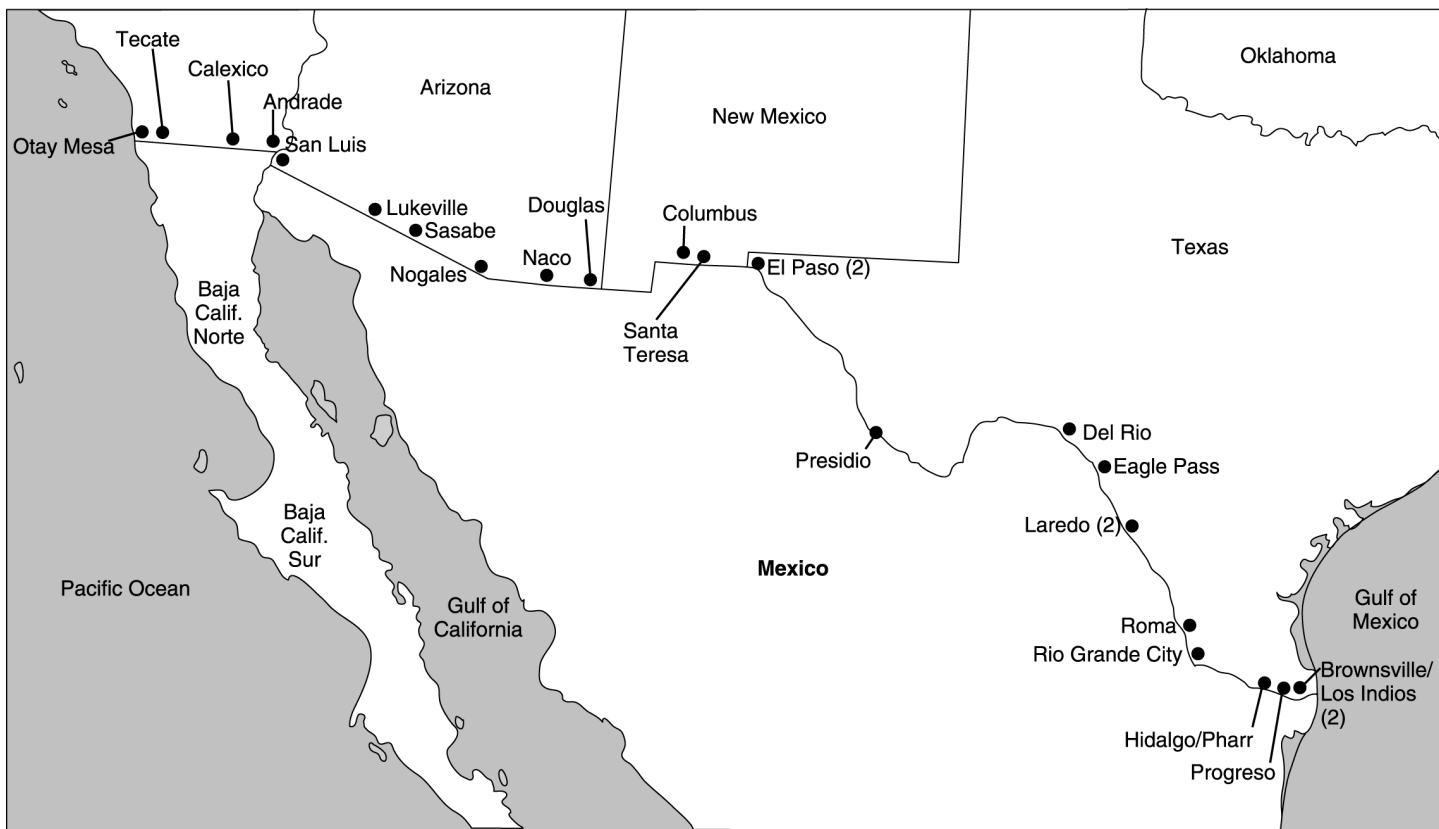 Tecate
Calexico
Andrade
Otay Mesa
San Luis
Arizona
New Mexico
Oklahoma
Lukeville
Sasabe
Nogales
Naco
Douglas
Columbus
Santa
Teresa
El Paso (2)
Texas
Baja
Calif.
Norte
Presidio
Del Rio
Eagle Pass
Laredo (2)
Baja
Calif.
Sur
Mexico
Pacific Ocean
Gulf of
California
Gulf of
Mexico
Roma
Rio Grande City
Brownsville/
Los Indios
(2)
Hidalgo/Pharr
Progreso